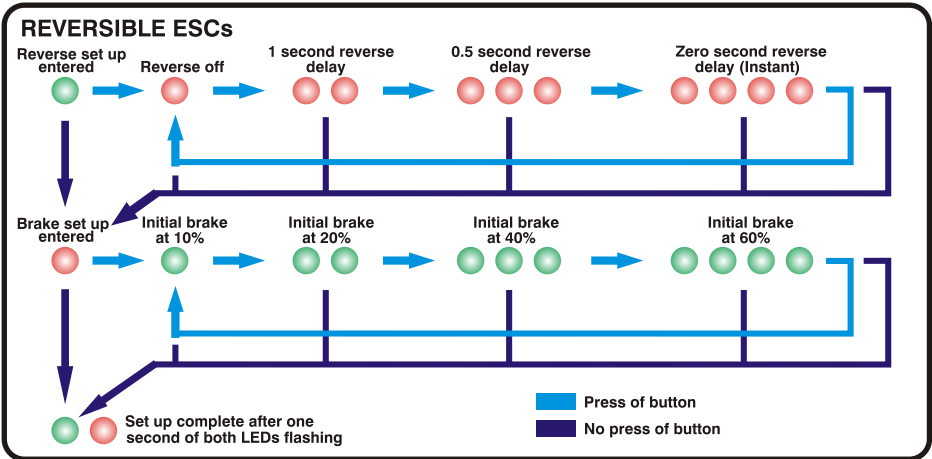 REVERSIBLE ESCs
Reverse set up
entered
Reverse off
1 second reverse
delay
0.5 second reverse
delay
Zero second reverse
delay (Instant)
Brake set up
entered
Initial brake
at 10%
Initial brake
at 20%
Initial brake
at 40%
Initial brake
at 60%
Set up complete after one
second of both LEDs flashing
Press of button
No press of button